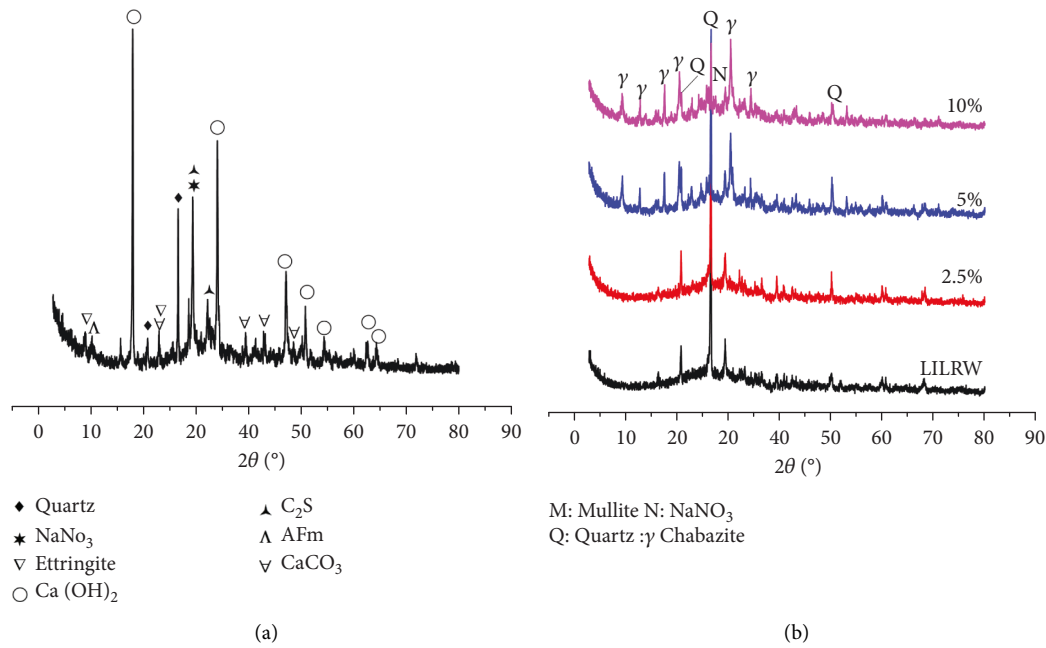 Q
γ
Q
γ γ γ γ N γ Q
10%
5%
2.5%
LILRW
0 10 20 30 40 50 60 70 80 90
2θ (°)
Quartz
NaNo₃
Ettringite
Ca (OH)₂
C₂S
AFm
CaCO₃
(a)
0 10 20 30 40 50 60 70 80 90
2θ (°)
M: Mullite N: NaNO₃
Q: Quartz :γ Chabazite
(b)